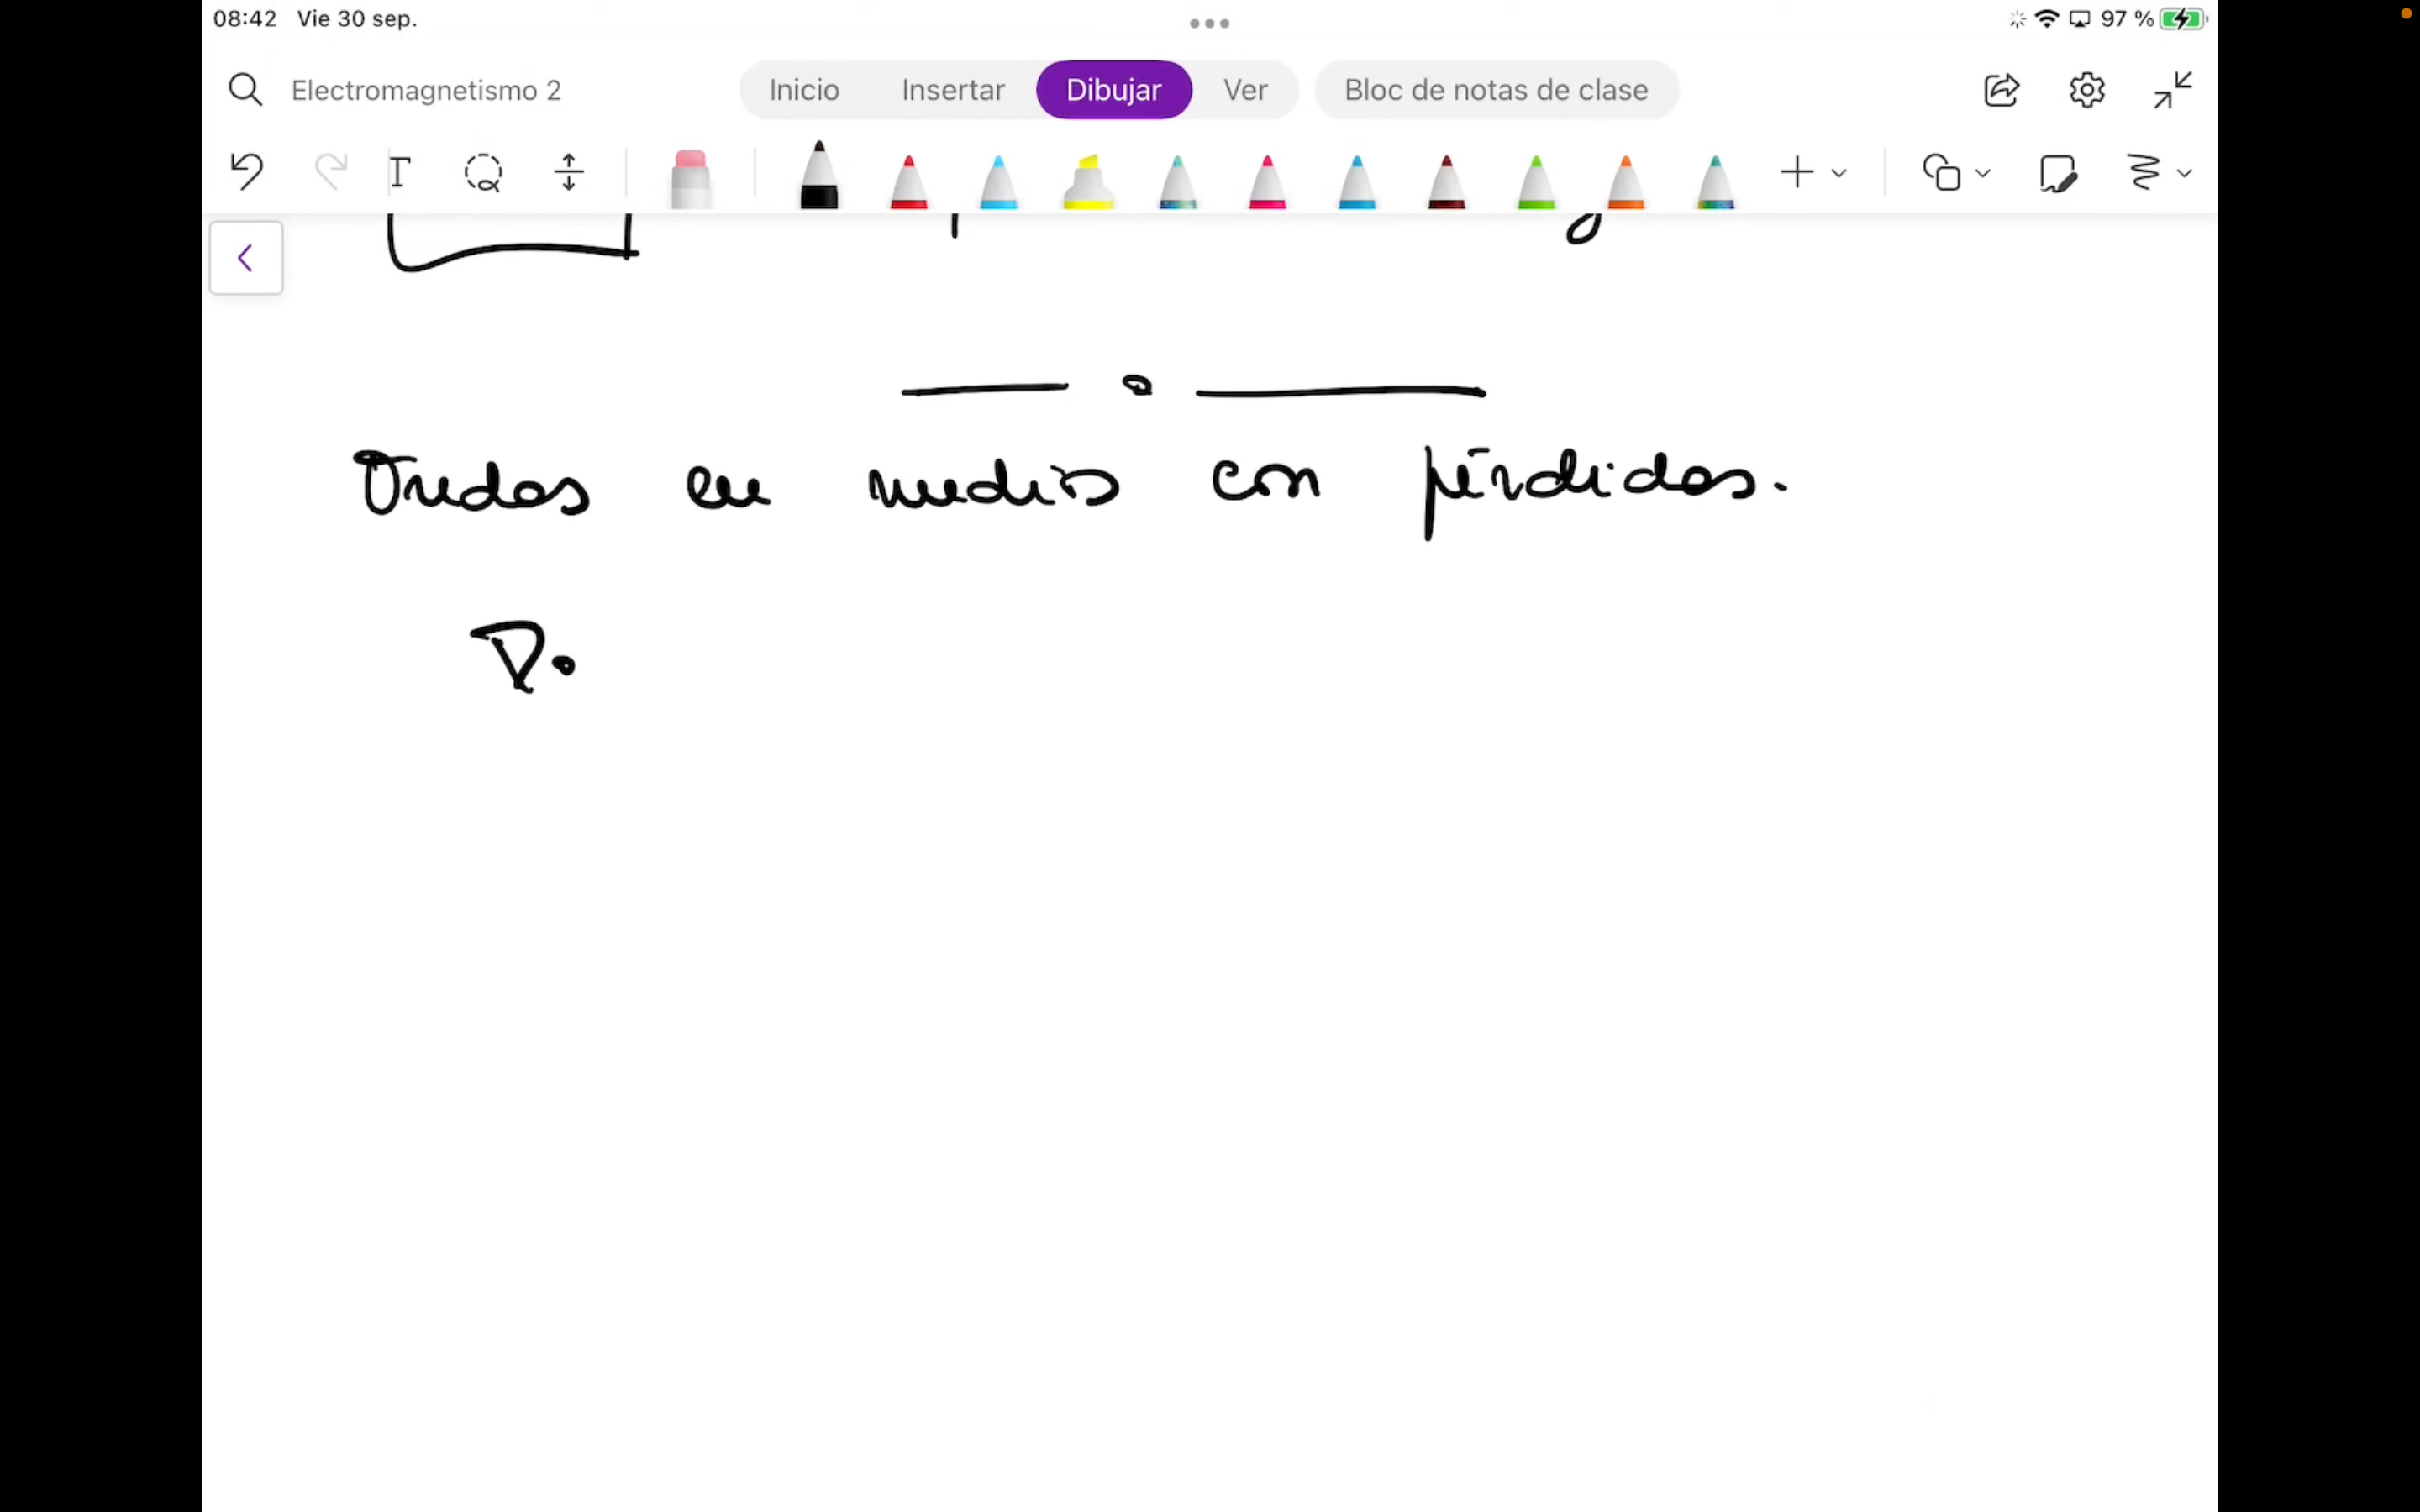 08:42 Vie 30 sep. 97 %
Electromagnetismo 2 Inicio Insertar Dibujar Ver Bloc de notas de clase
Ondas en medios con pérdidas.
∇·